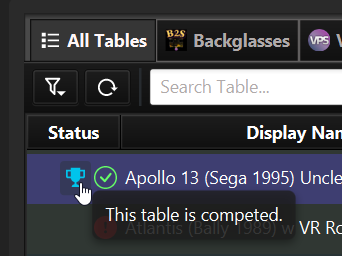 All Tables
B2S
Backglasses
VPS
V
Search Table...
Status
Display Nam
Apollo 13 (Sega 1995) Uncle
This table is competed.
Atlantis (Bally 1989) w VR Ro